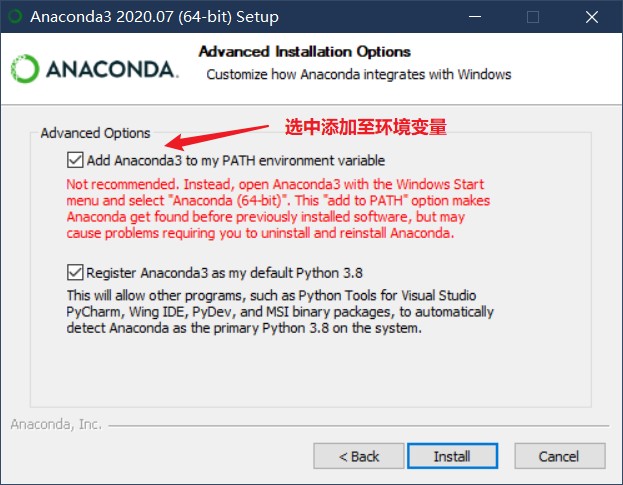 Anaconda3 2020.07 (64-bit) Setup
ANACONDA.
Advanced Installation Options
Customize how Anaconda integrates with Windows
选中添加至环境变量
Advanced Options
Add Anaconda3 to my PATH environment variable
Not recommended. Instead, open Anaconda3 with the Windows Start
menu and select "Anaconda (64-bit)". This "add to PATH" option makes
Anaconda get found before previously installed software, but may
cause problems requiring you to uninstall and reinstall Anaconda.
Register Anaconda3 as my default Python 3.8
This will allow other programs, such as Python Tools for Visual Studio
PyCharm, Wing IDE, PyDev, and MSI binary packages, to automatically
detect Anaconda as the primary Python 3.8 on the system.
Anaconda, Inc.
< Back
Install
Cancel